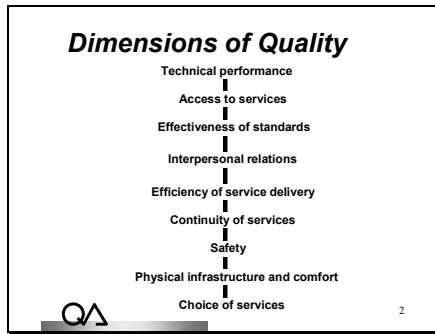 Dimensions of Quality
Technical performance
Access to services
Effectiveness of standards
Interpersonal relations
Efficiency of service delivery
Continuity of services
Safety
Physical infrastructure and comfort
Choice of services
QA
2